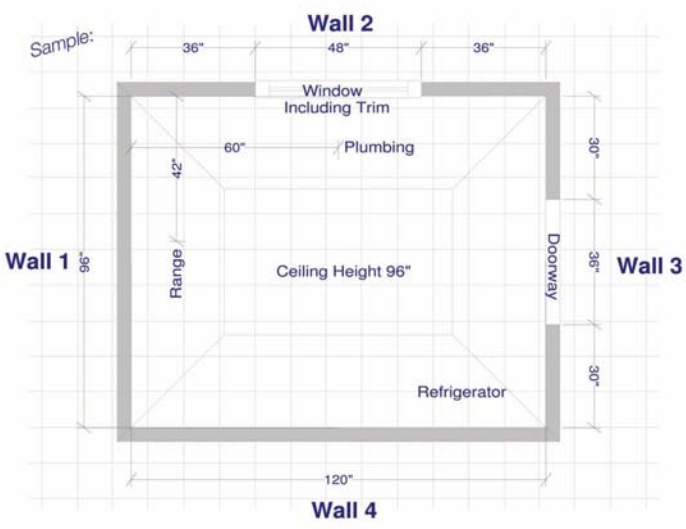 Wall 2
Sample:
36" 48" 36"
Window
Including Trim
60" Plumbing
30"
42"
Wall 1
96"
Range
Ceiling Height 96"
Doorway
36"
Wall 3
30"
Refrigerator
120"
Wall 4